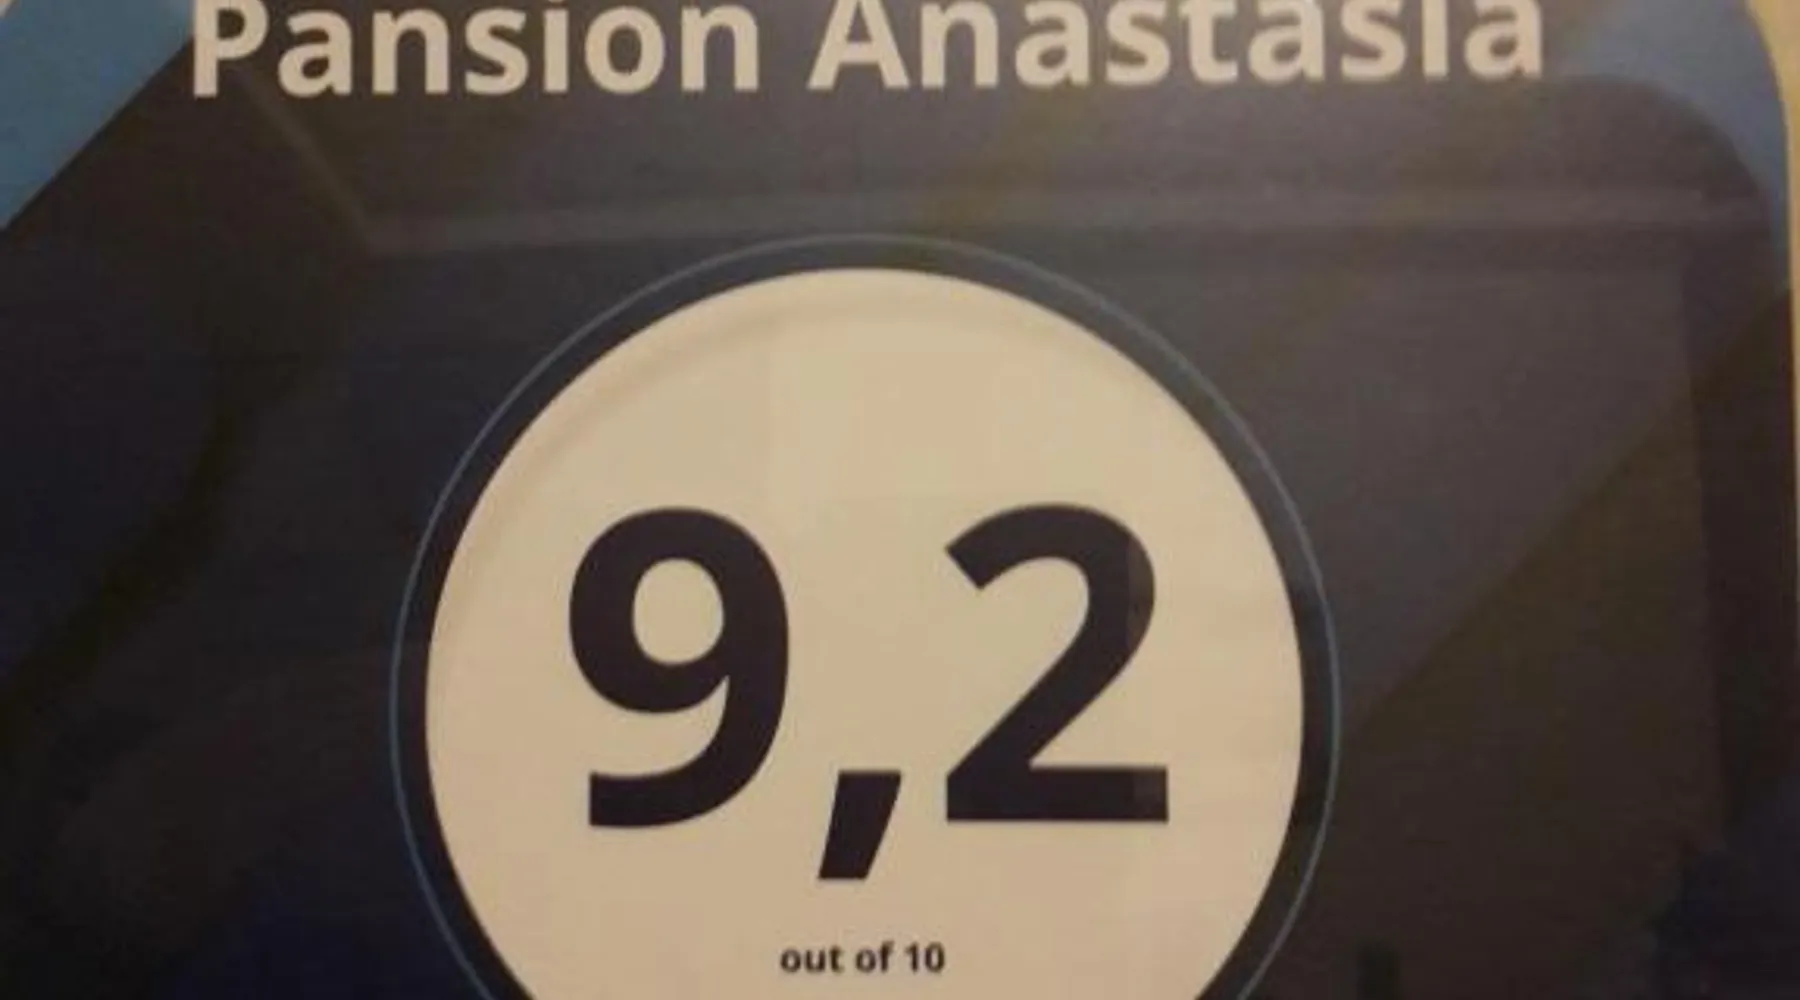 Pansion Anastasia
9,2
out of 10